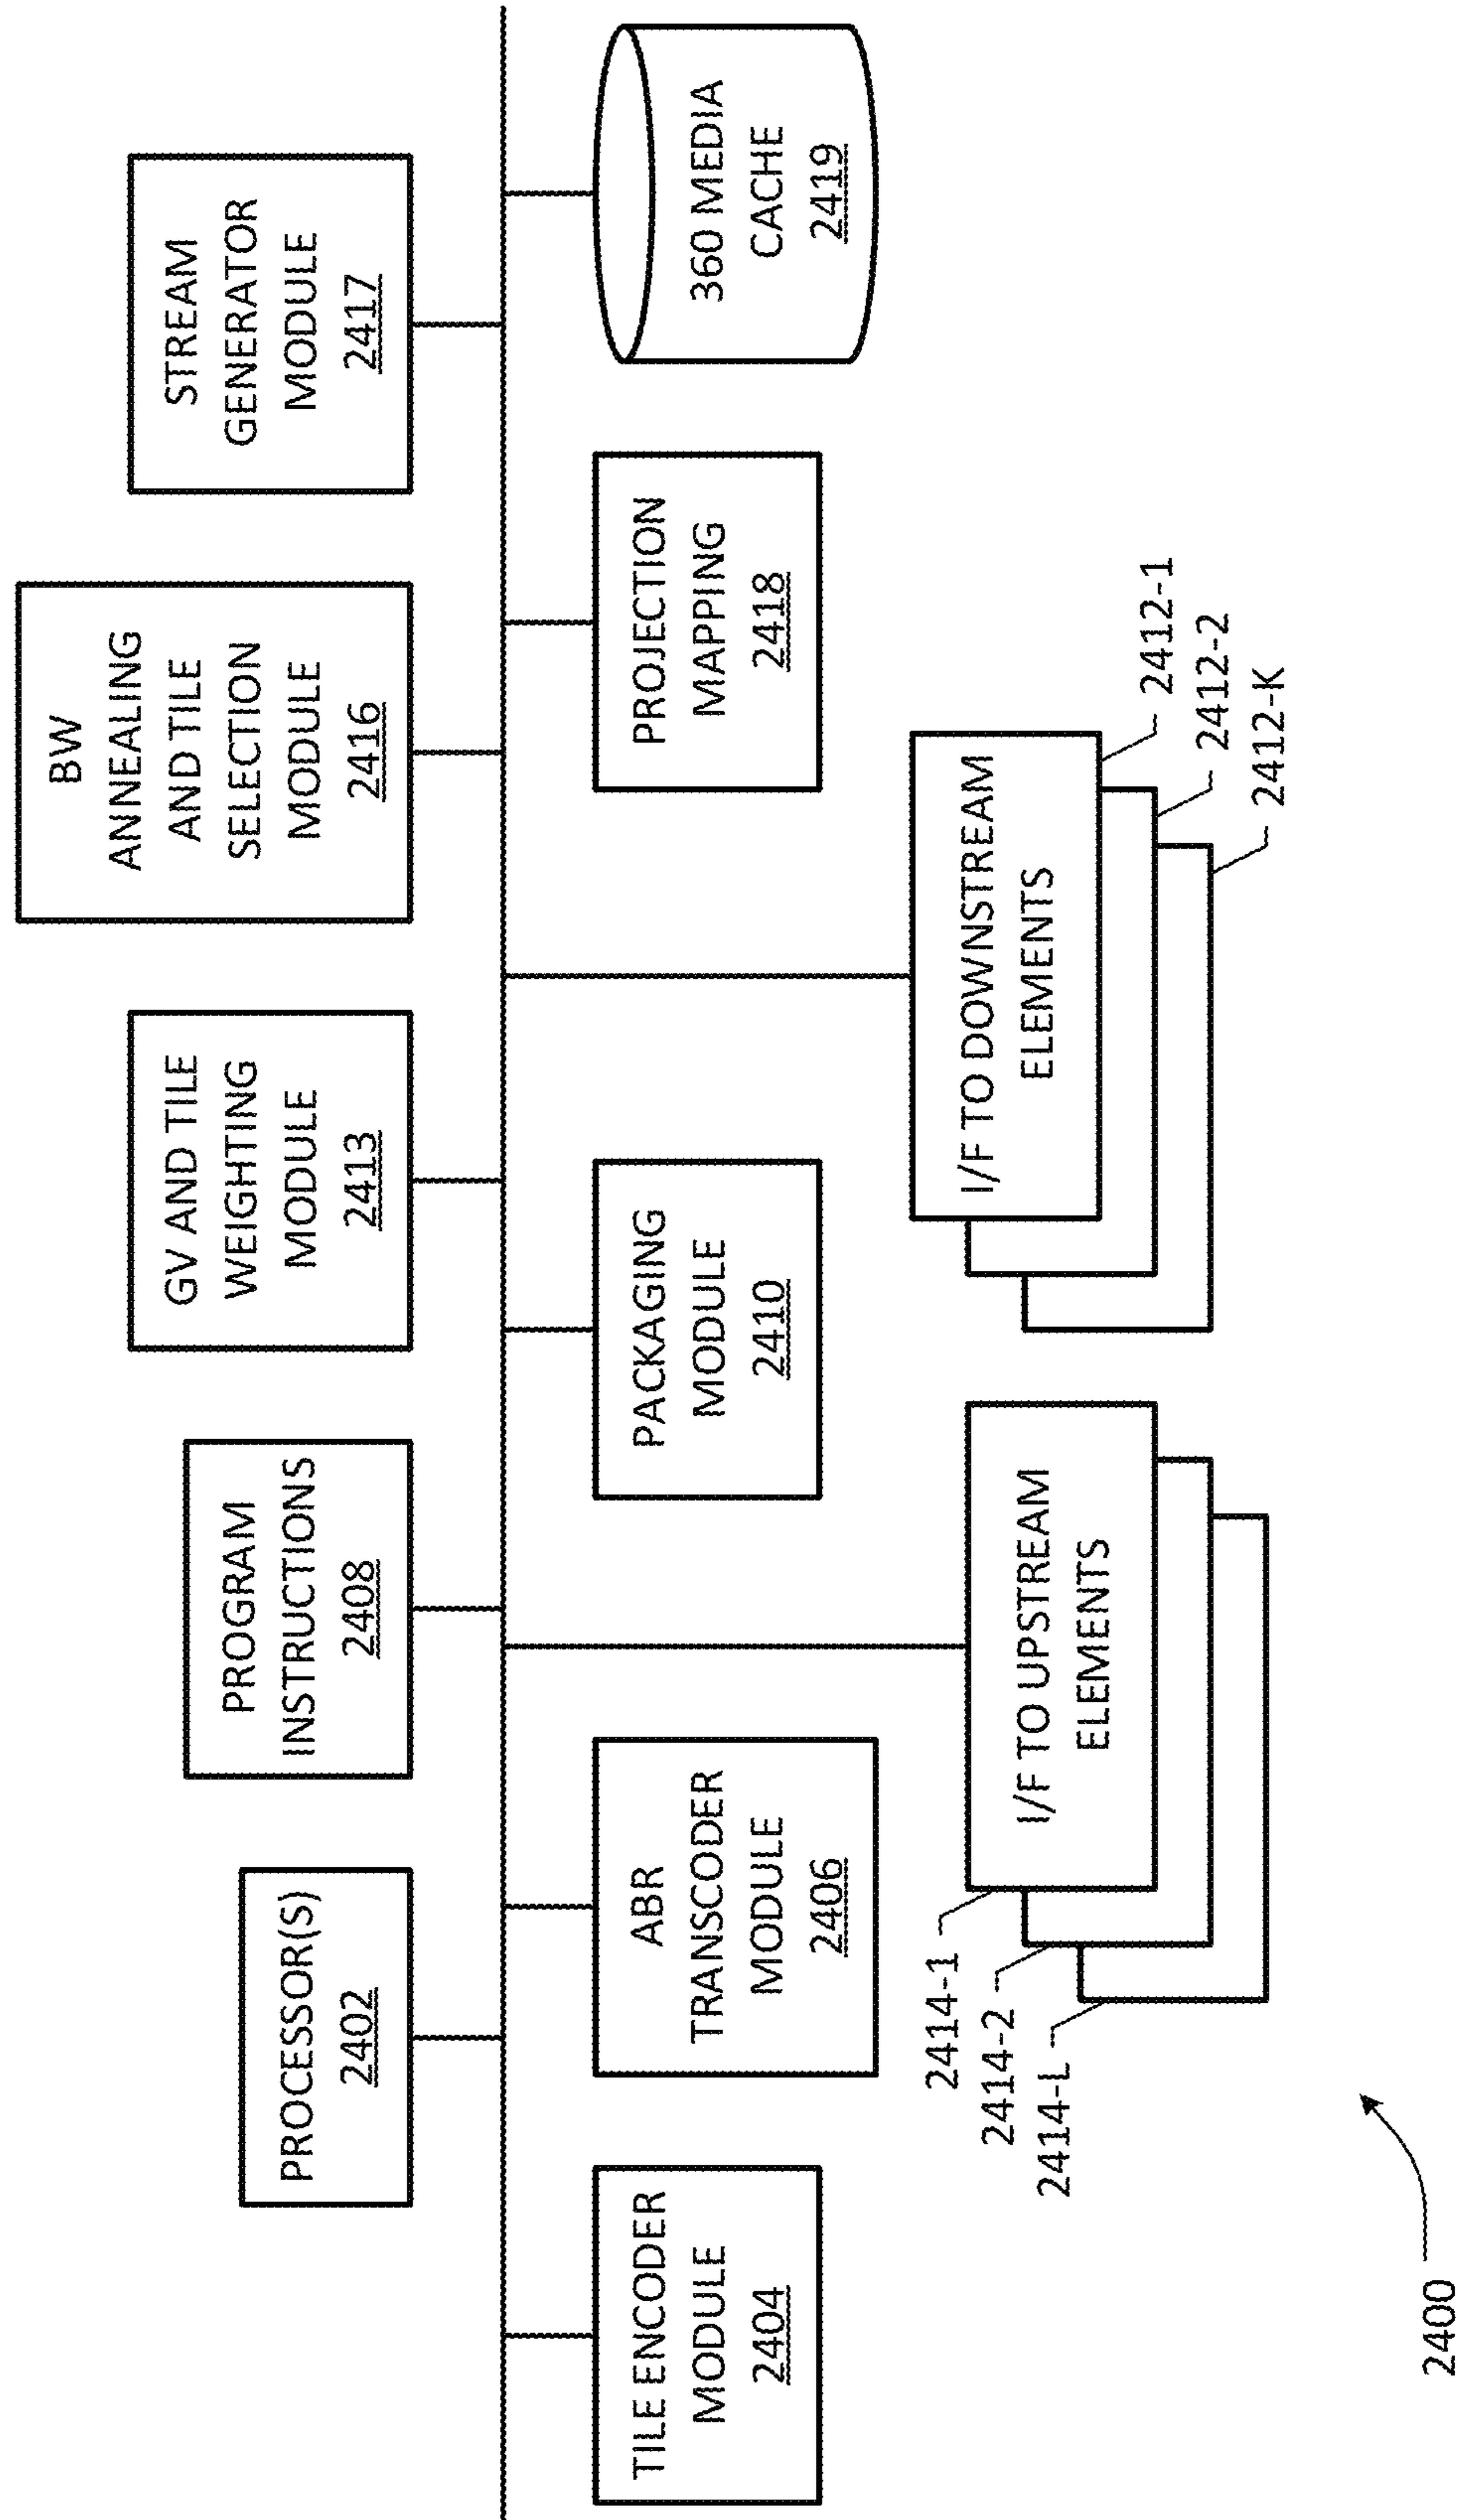 PROCESSOR(S)
2402
PROGRAM
INSTRUCTIONS
2408
GV AND TILE
WEIGHTING
MODULE
2413
BW
ANNEALING
AND TILE
SELECTION
MODULE
2416
STREAM
GENERATOR
MODULE
2417
TILE ENCODER
MODULE
2404
ABR
TRANSCODER
MODULE
2406
PACKAGING
MODULE
2410
PROJECTION
MAPPING
2418
360 MEDIA
CACHE
2419
I/F TO UPSTREAM
ELEMENTS
2414-1
2414-2
2414-L
I/F TO DOWNSTREAM
ELEMENTS
2412-1
2412-2
2412-K
2400